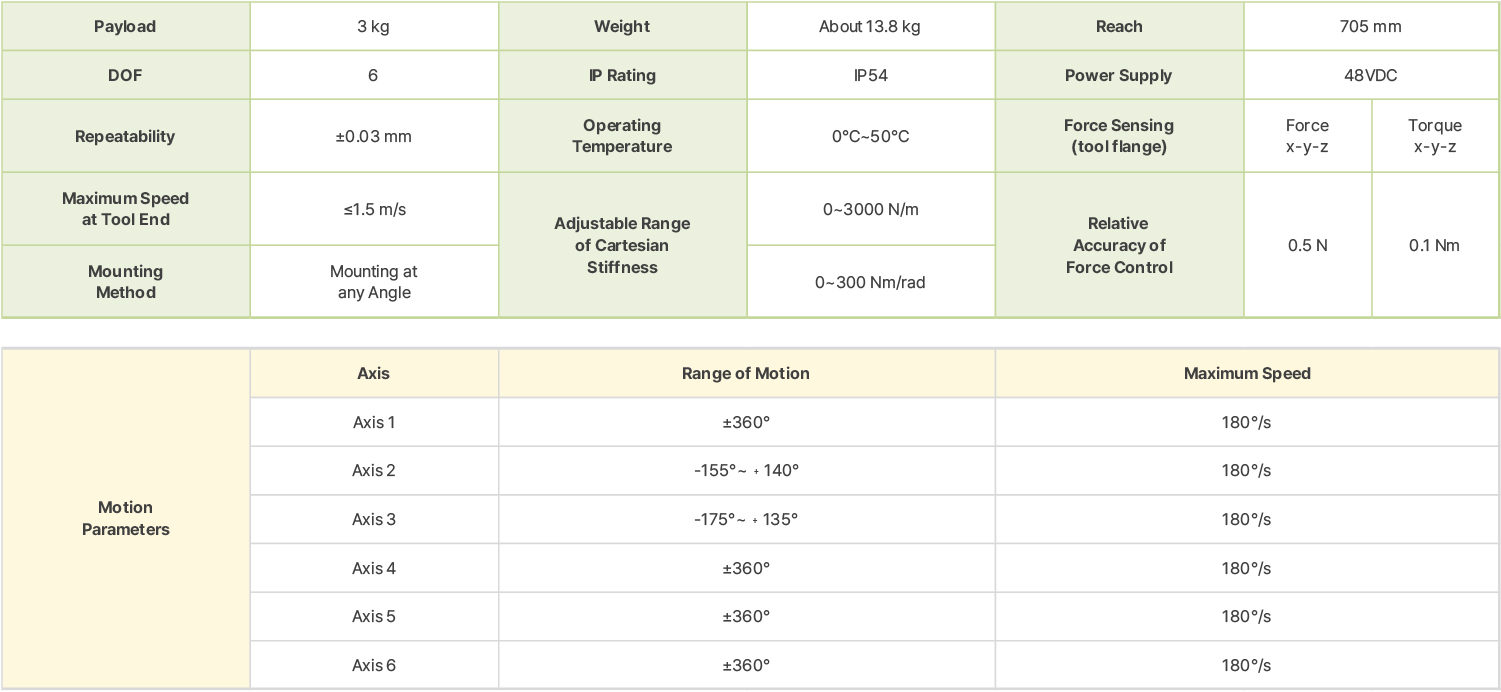 Payload 3 kg Weight About 13.8 kg Reach 705 mm
DOF 6 IP Rating IP54 Power Supply 48VDC
Repeatability ±0.03 mm
Operating
Temperature
0°C~50°C
Force Sensing
(tool flange)
Force
x-y-z
Torque
x-y-z
Maximum Speed
at Tool End
≤1.5 m/s
Adjustable Range
of Cartesian
Stiffness
0~3000 N/m
Relative
Accuracy of
Force Control
0.5 N
0.1 Nm
Mounting
Method
Mounting at
any Angle
0~300 Nm/rad
Motion
Parameters
Axis Range of Motion Maximum Speed
Axis 1 ±360° 180°/s
Axis 2 -155°~ +140° 180°/s
Axis 3 -175°~ +135° 180°/s
Axis 4 ±360° 180°/s
Axis 5 ±360° 180°/s
Axis 6 ±360° 180°/s